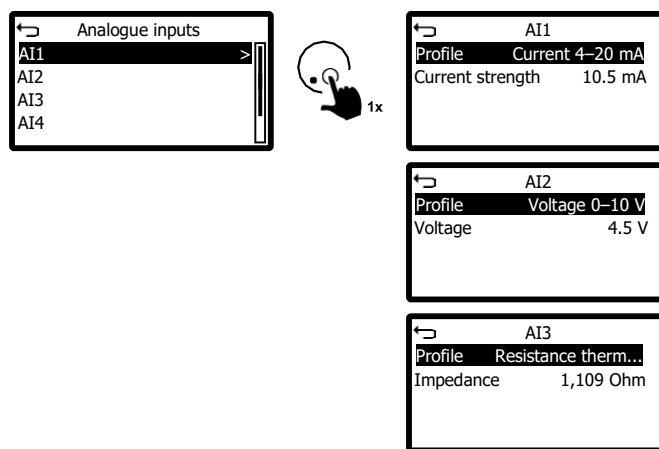 Analogue inputs
AI1 >
AI2
AI3
AI4
1x
AI1
Profile Current 4–20 mA
Current strength 10.5 mA
AI2
Profile Voltage 0–10 V
Voltage 4.5 V
AI3
Profile Resistance therm...
Impedance 1,109 Ohm